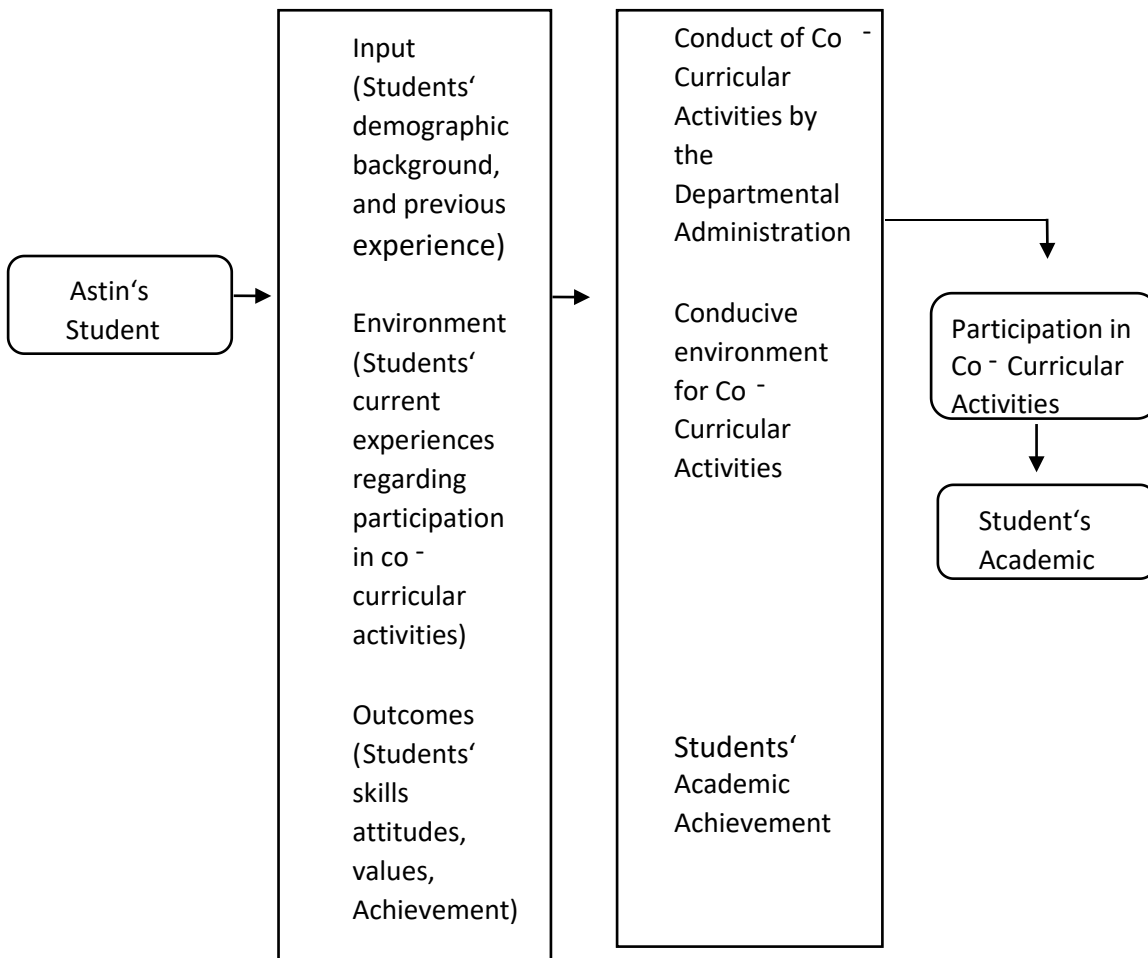 Astin‘s
Student
Input
(Students‘
demographic
background,
and previous
experience)
Environment
(Students‘
current
experiences
regarding
participation
in co‑
curricular
activities)
Outcomes
(Students‘
skills
attitudes,
values,
Achievement)
Conduct of Co ‑
Curricular
Activities by
the
Departmental
Administration
Conducive
environment
for Co ‑
Curricular
Activities
Students‘
Academic
Achievement
Participation in
Co ‑ Curricular
Activities
Student‘s
Academic